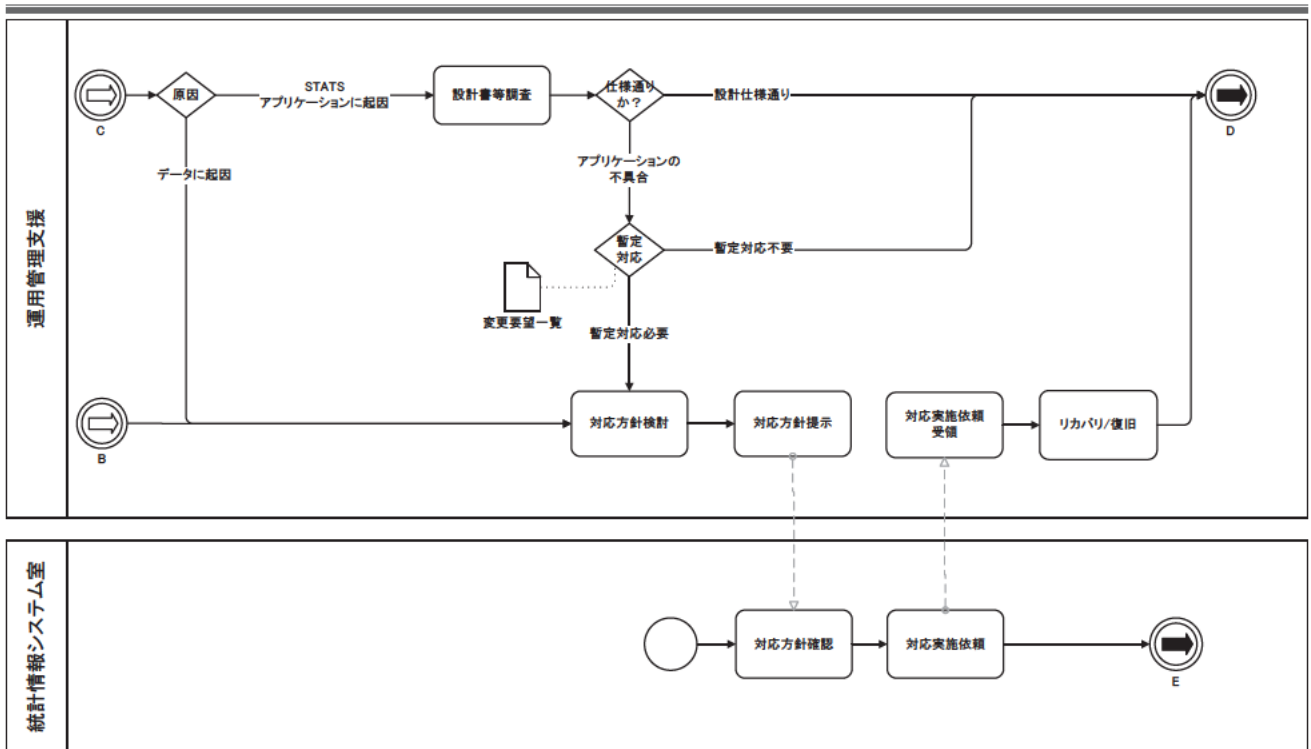 運用管理支援
C
原因
STATS
アプリケーションに起因
設計書等調査
仕様通り
か？
設計仕様通り
D
データに起因
アプリケーションの
不具合
暫定
対応
暫定対応不要
変更要望一覧
暫定対応必要
B
対応方針検討
対応方針提示
対応実施依頼
受領
リカバリ/復旧
統計情報システム室
対応方針確認
対応実施依頼
E